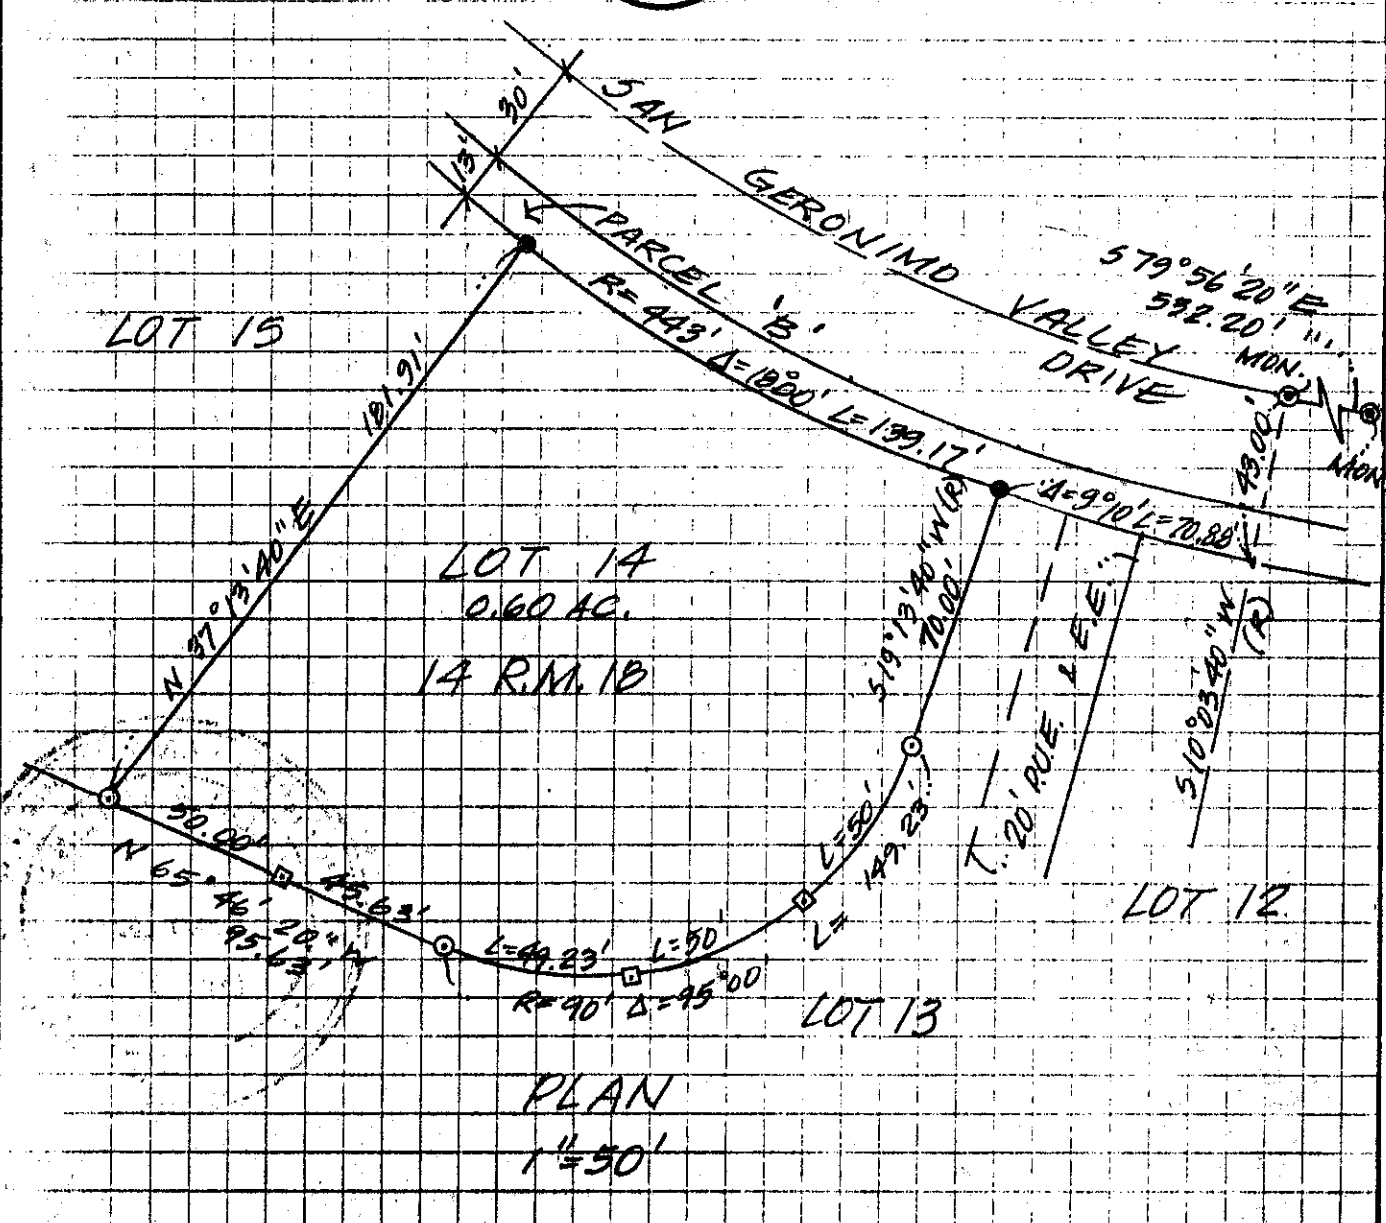 30'
13'
SAN GERONIMO VALLEY DRIVE
PARCEL 'B'
S 79°56'20" E
532.20'
MON.
MON
43.00'
R= 443' Δ=18°00' L=139.17'
Δ=9°10' L=70.88'
LOT 15
181.91'
N 37°13'40" E
LOT 14
0.60 AC.
14 R.M. 18
S19°13'40"W (R)
70.00'
20' P.U.E. & E.E.
S 10°03'40" W
(R)
LOT 12
50.00'
45.63'
N 65°46'20" W
95.63'
L=49.23'
L=50'
L=50'
L= 149.23'
R= 90' Δ=95°00'
LOT 13
PLAN
1"=50'